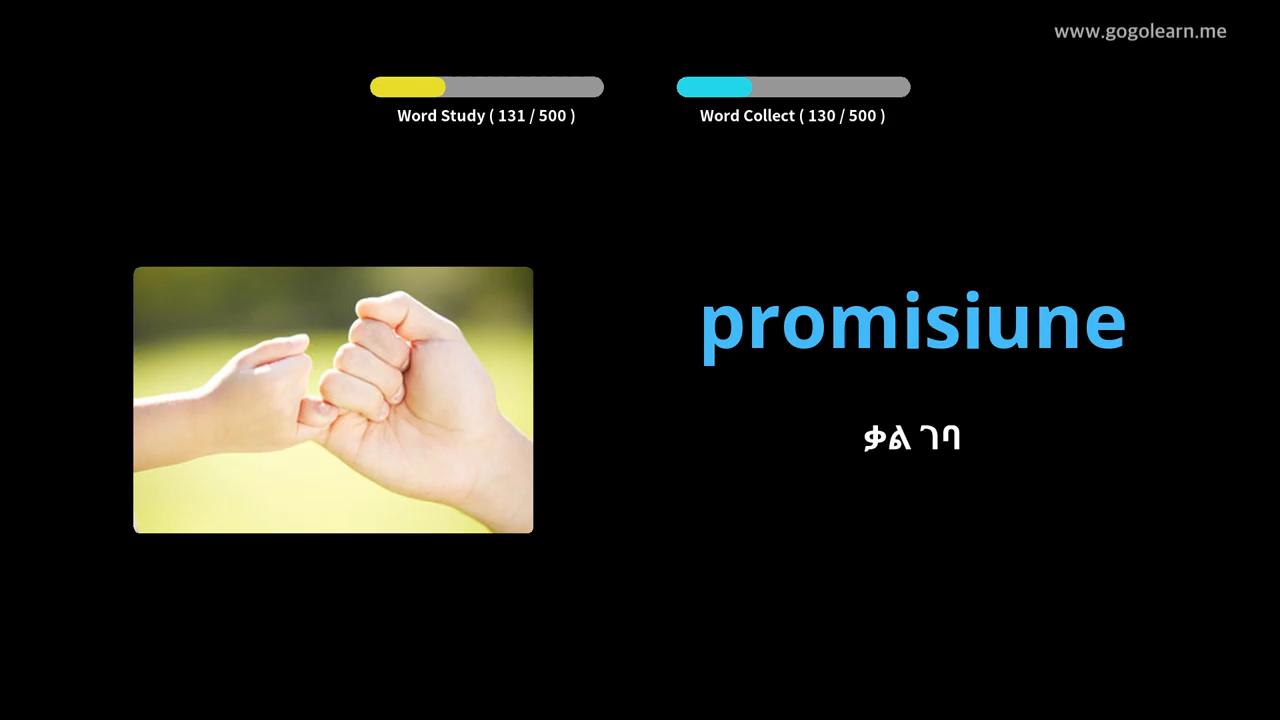 www.gogolearn.me
Word Study ( 131 / 500 )
Word Collect ( 130 / 500 )
promisiune
ቃል ገባ